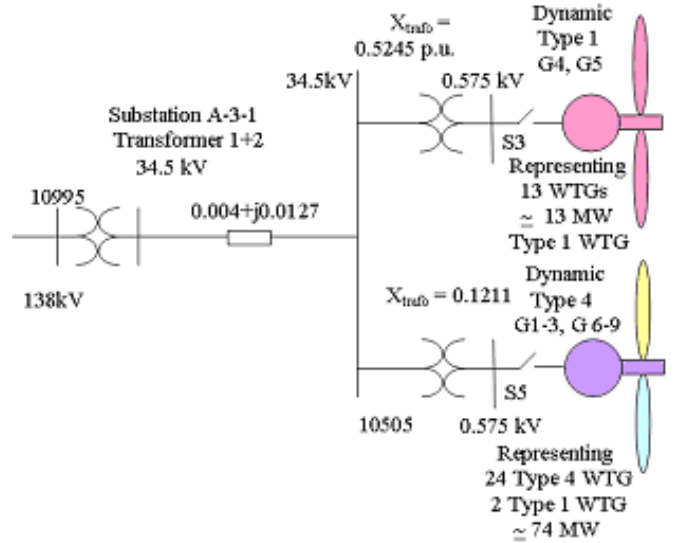 X trafo =
0.5245 p.u.
Dynamic
Type 1
G4, G5
34.5kV
0.575 kV
S3
Representing
13 WTGs
≃ 13 MW
Type 1 WTG
Substation A-3-1
Transformer 1+2
34.5 kV
10995
0.004+j0.0127
138kV
X trafo = 0.1211
Dynamic
Type 4
G1-3, G 6-9
S5
10505
0.575 kV
Representing
24 Type 4 WTG
2 Type 1 WTG
≃ 74 MW